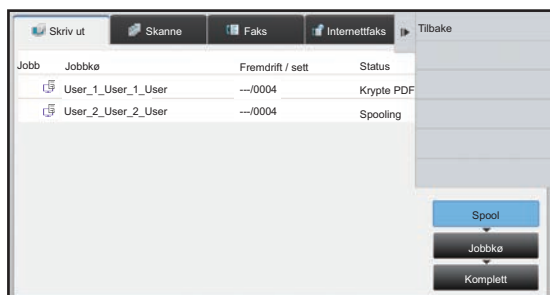 Skriv ut Skanne Faks Internettfaks Tilbake
Jobb Jobbkø Fremdrift / sett Status
User_1_User_1_User ---/0004 Krypte PDF
User_2_User_2_User ---/0004 Spooling
Spool
Jobbkø
Komplett